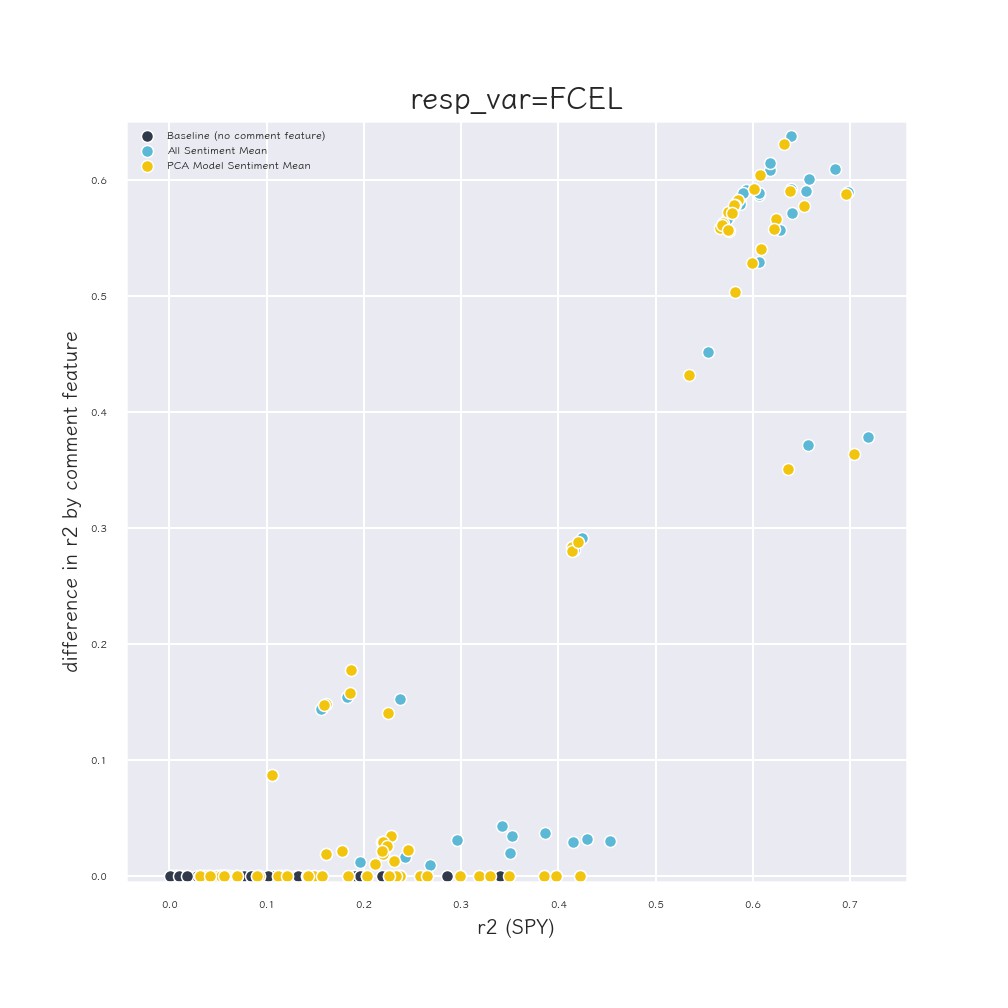 resp_var=FCEL
Baseline (no comment feature)
All Sentiment Mean
PCA Model Sentiment Mean
difference in r2 by comment feature
0.6
0.5
0.4
0.3
0.2
0.1
0.0
0.0 0.1 0.2 0.3 0.4 0.5 0.6 0.7
r2 (SPY)